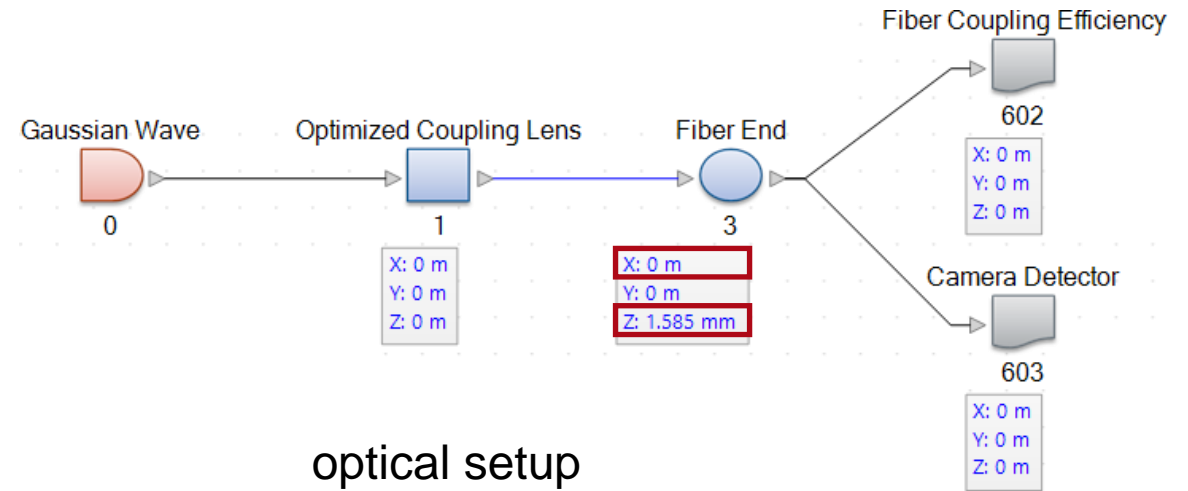 Fiber Coupling Efficiency
602
X: 0 m
Y: 0 m
Z: 0 m
Gaussian Wave
0
Optimized Coupling Lens
1
X: 0 m
Y: 0 m
Z: 0 m
Fiber End
3
X: 0 m
Y: 0 m
Z: 1.585 mm
Camera Detector
603
X: 0 m
Y: 0 m
Z: 0 m
optical setup